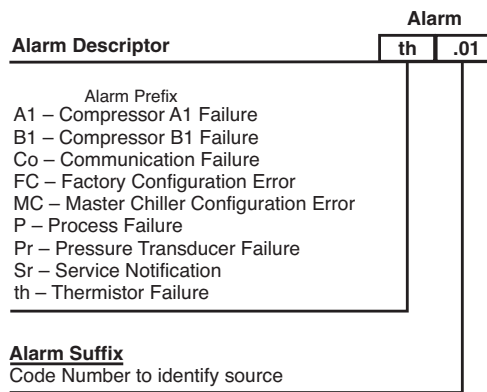 Alarm
Alarm Descriptor
th .01
Alarm Prefix
A1 – Compressor A1 Failure
B1 – Compressor B1 Failure
Co – Communication Failure
FC – Factory Configuration Error
MC – Master Chiller Configuration Error
P – Process Failure
Pr – Pressure Transducer Failure
Sr – Service Notification
th – Thermistor Failure
Alarm Suffix
Code Number to identify source